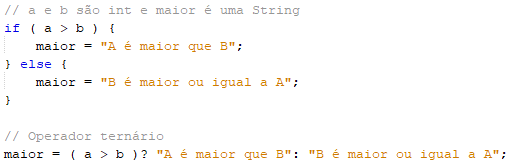 // a e b são int e maior é uma String
if ( a > b ) {
    maior = "A é maior que B";
} else {
    maior = "B é maior ou igual a A";
}

// Operador ternário
maior = ( a > b )? "A é maior que B": "B é maior ou igual a A";